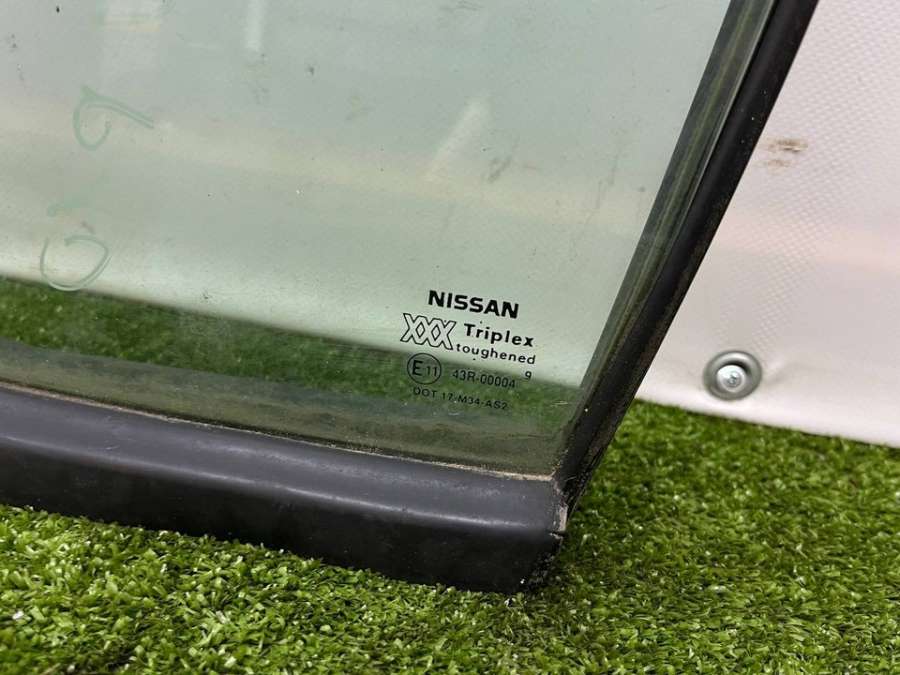 NISSAN
XXX Triplex
toughened
9
E11 43R-00004
DOT 17-M34-AS2